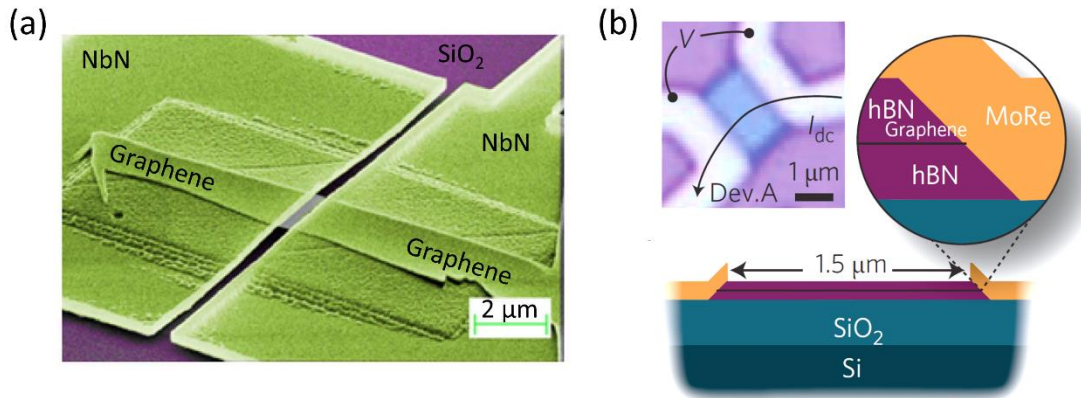 (a)
NbN
SiO₂
NbN
Graphene
Graphene
2 μm
(b)
V
I_dc
Dev.A
1 μm
hBN
Graphene
MoRe
hBN
1.5 μm
SiO₂
Si